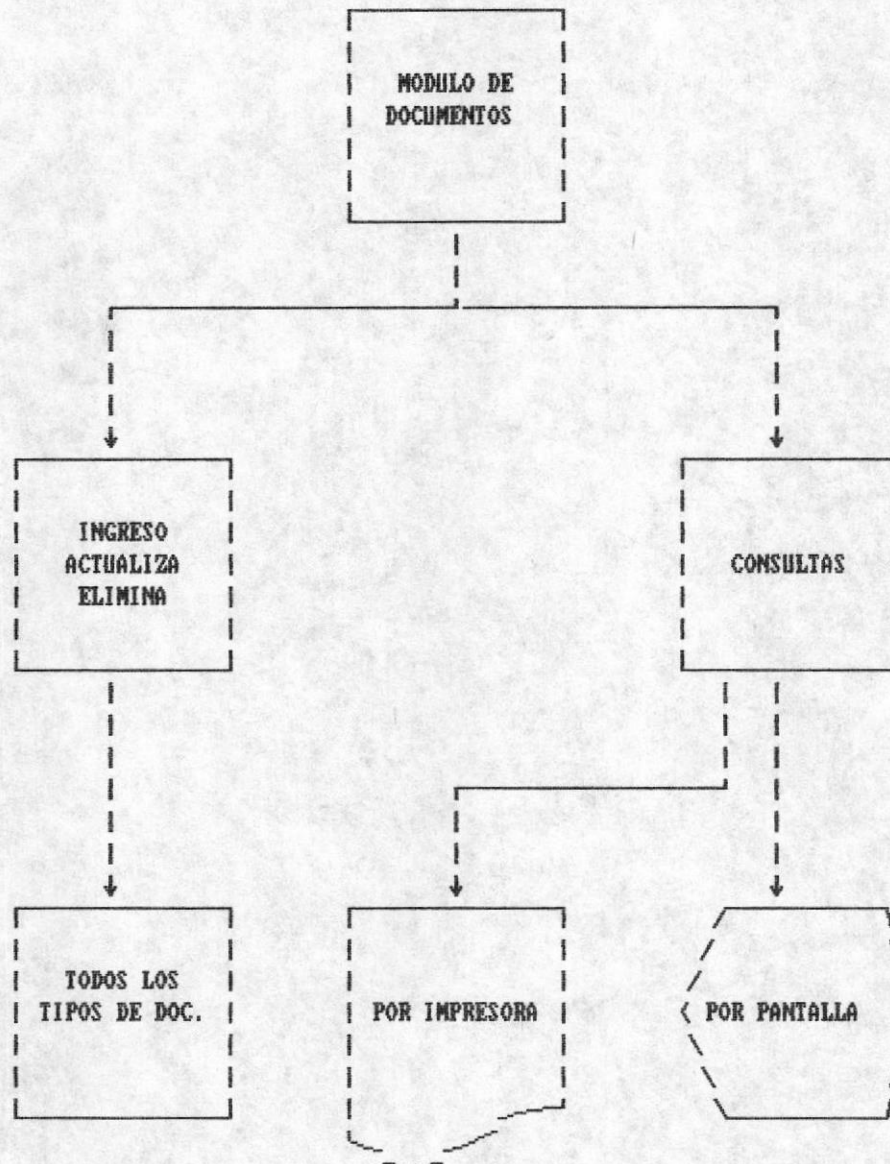 MODULO DE
DOCUMENTOS
INGRESO
ACTUALIZA
ELIMINA
CONSULTAS
TODOS LOS
TIPOS DE DOC.
POR IMPRESORA
POR PANTALLA